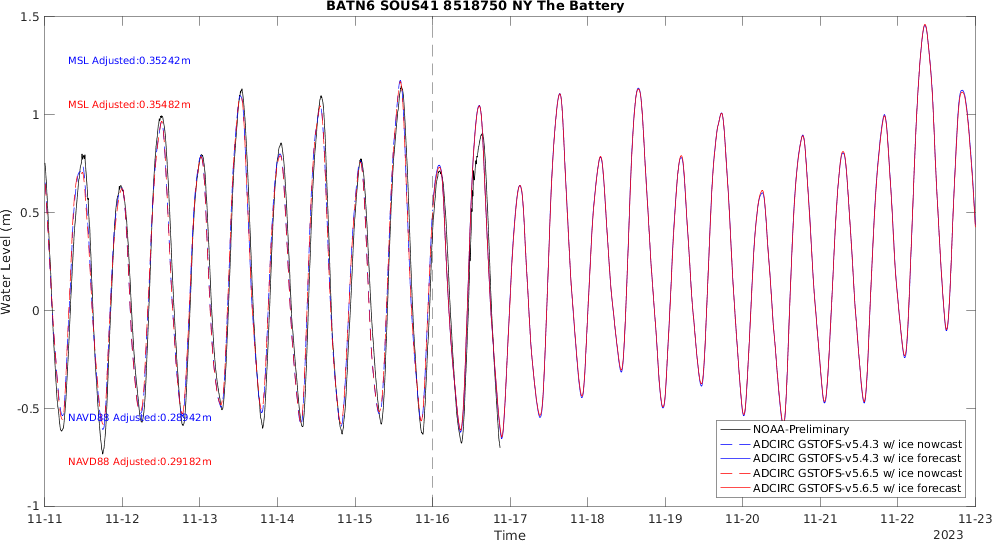 BATN6 SOUS41 8518750 NY The Battery
1.5
1
0.5
0
-0.5
-1
Water Level (m)
MSL Adjusted:0.35242m
MSL Adjusted:0.35482m
NAVD88 Adjusted:0.28942m
NAVD88 Adjusted:0.29182m
NOAA-Preliminary
ADCIRC GSTOFS-v5.4.3 w/ ice nowcast
ADCIRC GSTOFS-v5.4.3 w/ ice forecast
ADCIRC GSTOFS-v5.6.5 w/ ice nowcast
ADCIRC GSTOFS-v5.6.5 w/ ice forecast
11-11 11-12 11-13 11-14 11-15 11-16 11-17 11-18 11-19 11-20 11-21 11-22 11-23
Time
2023